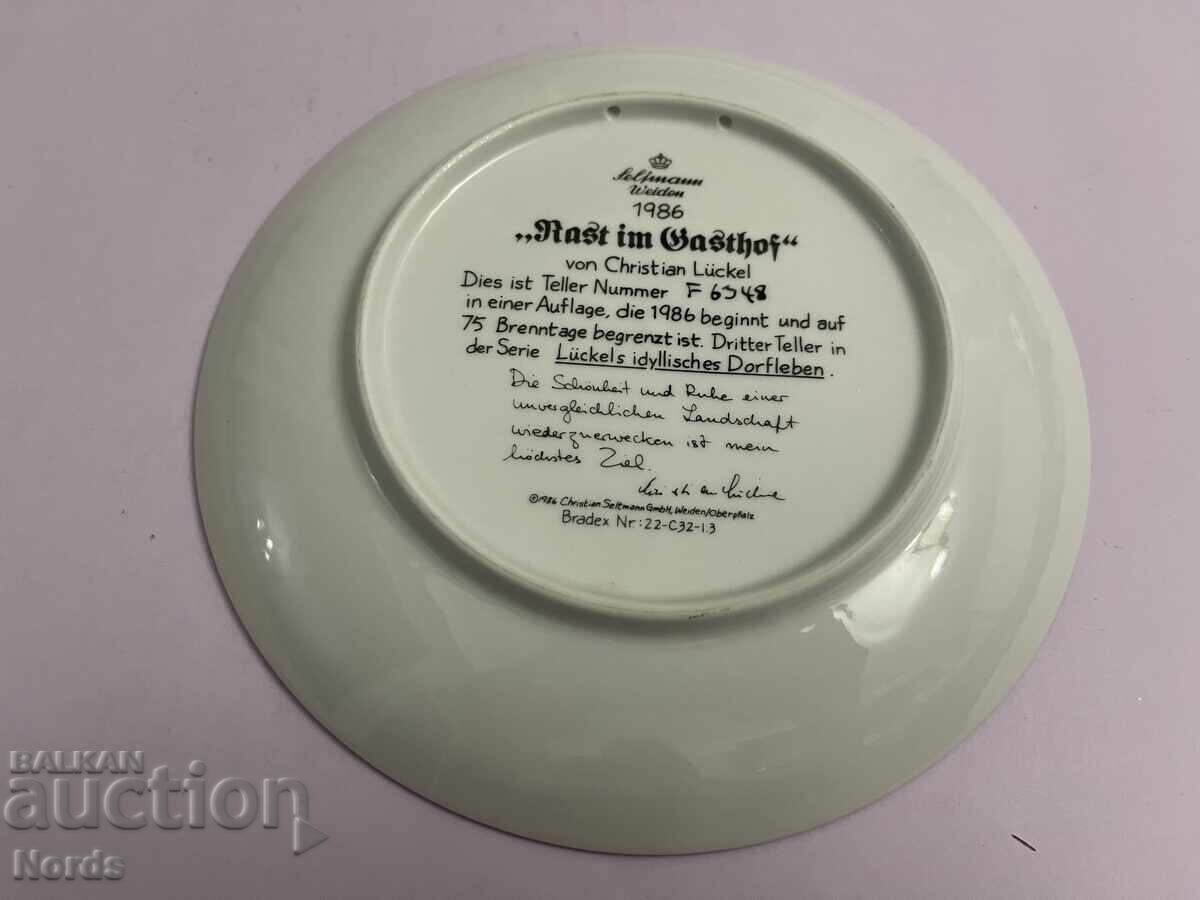 Seltmann
Weiden
1986
„Rast im Gasthof“
von Christian Lückel
Dies ist Teller Nummer F 6948
in einer Auflage, die 1986 beginnt und auf
75 Brenntage begrenzt ist. Dritter Teller in
der Serie Lückels idyllisches Dorfleben.
Die Schönheit und Ruhe einer
unvergleichlichen Landschaft
wiederzuerwecken ist mein
höchstes Ziel.
Christian Lückel
©1986 Christian Seltmann GmbH, Weiden/Oberpfalz
Bradex Nr: 22-C32-1.3
BALKAN
auction
Nords